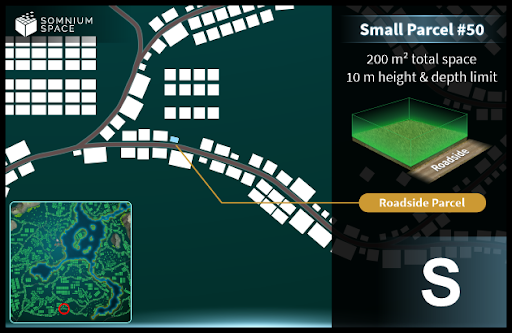 SOMNIUM
SPACE
Small Parcel #50
200 m² total space
10 m height & depth limit
Roadside
Roadside Parcel
S